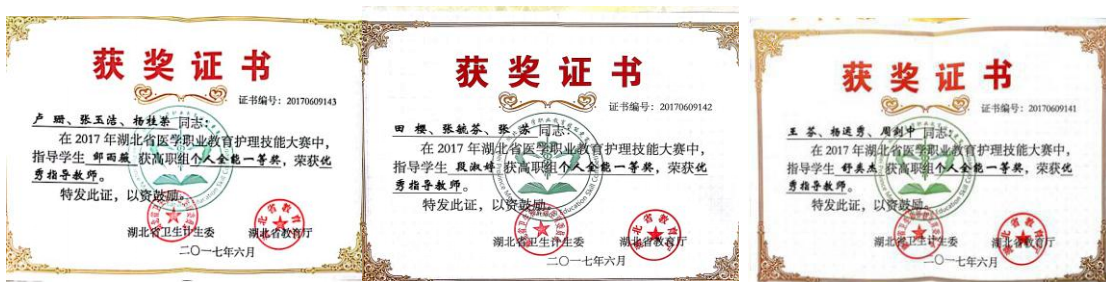 获奖证书
证书编号：20170609143
卢珊、张玉洁、杨桂荣 同志：
在2017年湖北省医学职业教育护理技能大赛中，
指导学生 邹雨薇 获高职组个人全能一等奖，荣获优
秀指导教师。
特发此证，以资鼓励。
湖北省卫生计生委 湖北省教育厅
二〇一七年六月
获奖证书
证书编号：20170609142
田樱、张毓芬、张 同志：
在2017年湖北省医学职业教育护理技能大赛中，
指导学生 段淑婷 获高职组个人全能一等奖，荣获优
秀指导教师。
特发此证，以资鼓励。
湖北省卫生计生委 湖北省教育厅
二〇一七年六月
获奖证书
证书编号：20170609141
王芬、杨运秀、周剑中 同志：
在2017年湖北省医学职业教育护理技能大赛中，
指导学生 舒美 获高职组个人全能一等奖，荣获优
秀指导教师。
特发此证，以资鼓励。
湖北省卫生计生委 湖北省教育厅
二〇一七年六月